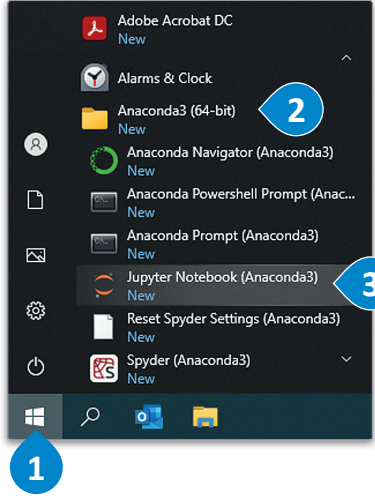 Adobe Acrobat DC
New
Alarms & Clock
Anaconda3 (64-bit)
New
2
Anaconda Navigator (Anaconda3)
New
Anaconda Powershell Prompt (Anac...
New
Anaconda Prompt (Anaconda3)
New
Jupyter Notebook (Anaconda3)
New
3
Reset Spyder Settings (Anaconda3)
New
Spyder (Anaconda3)
New
1